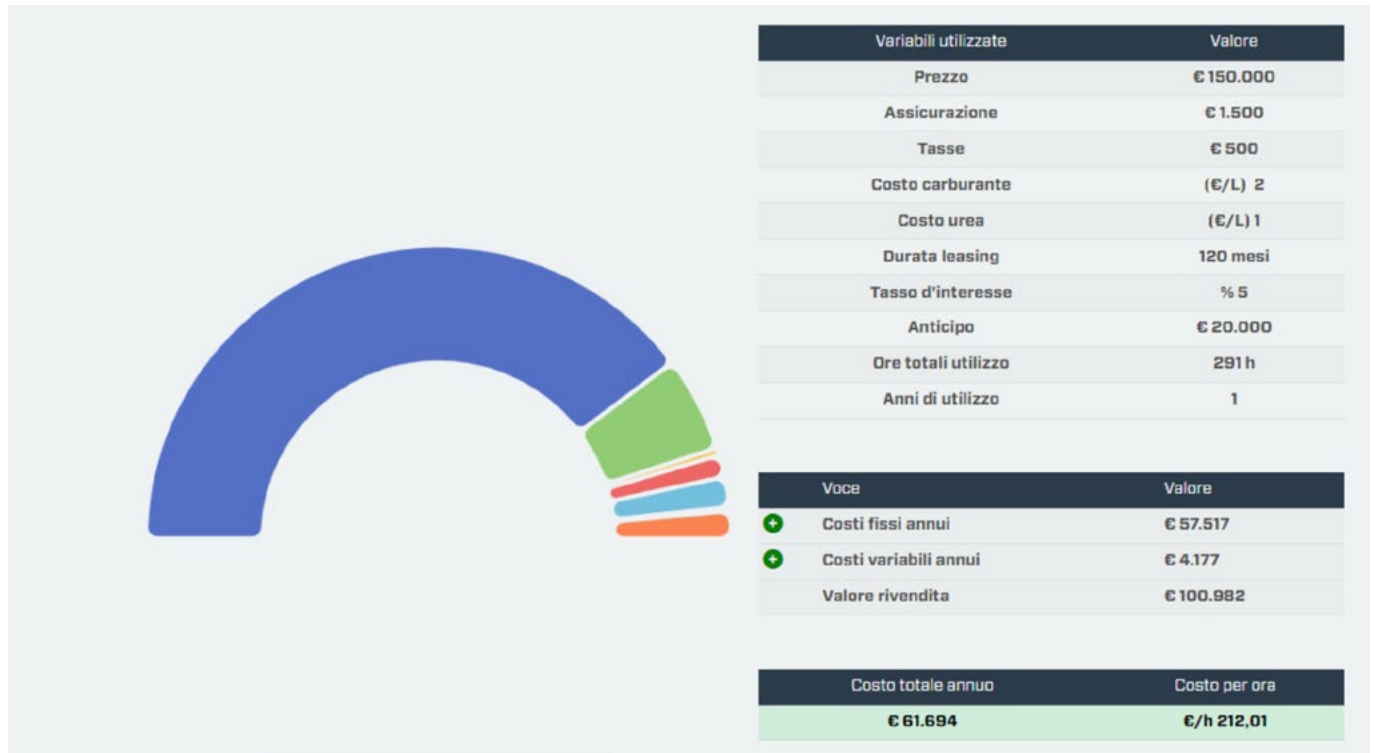 Variabili utilizzate Valore
Prezzo € 150.000
Assicurazione € 1.500
Tasse € 500
Costo carburante (€/L) 2
Costo urea (€/L) 1
Durata leasing 120 mesi
Tasso d'interesse % 5
Anticipo € 20.000
Ore totali utilizzo 291 h
Anni di utilizzo 1
Voce Valore
Costi fissi annui € 57.517
Costi variabili annui € 4.177
Valore rivendita € 100.982
Costo totale annuo Costo per ora
€ 61.694 €/h 212,01